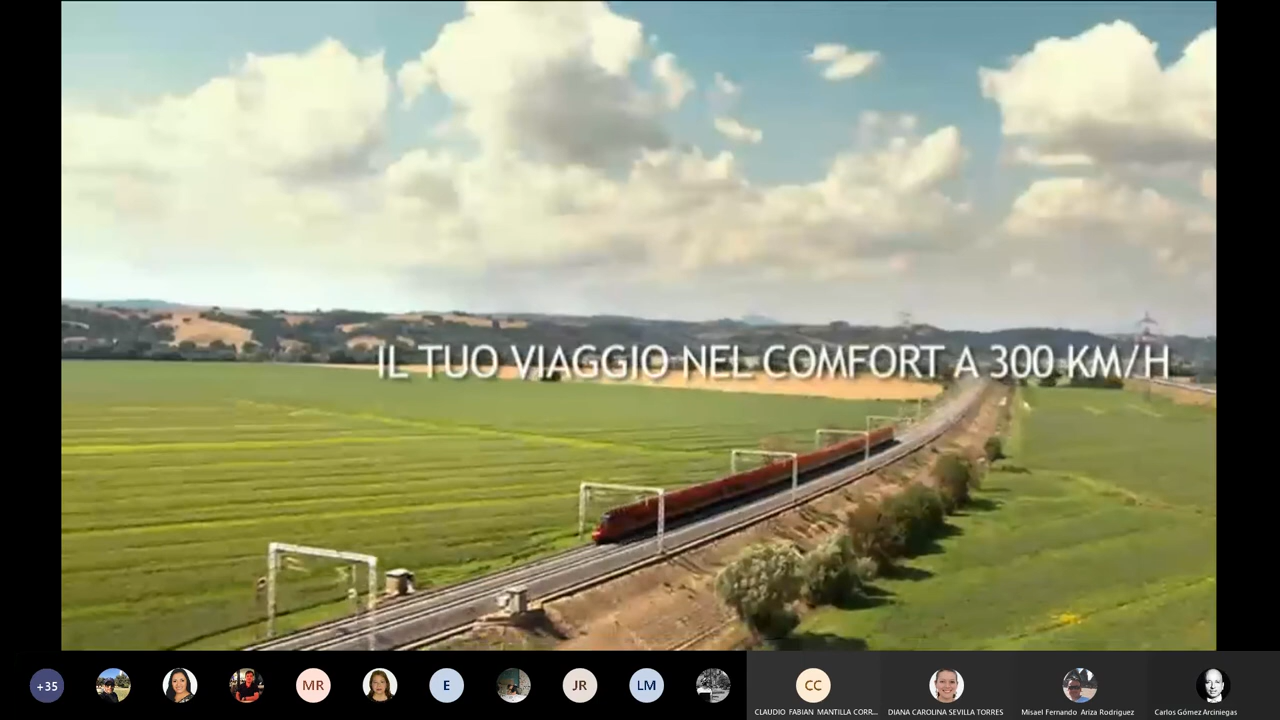 IL TUO VIAGGIO NEL COMFORT A 300 KM/H
+35
MR
E
JR
LM
CC
CLAUDIO FABIAN MANTILLA CORR...
DIANA CAROLINA SEVILLA TORRES
Misael Fernando Ariza Rodriguez
Carlos Gómez Arciniegas